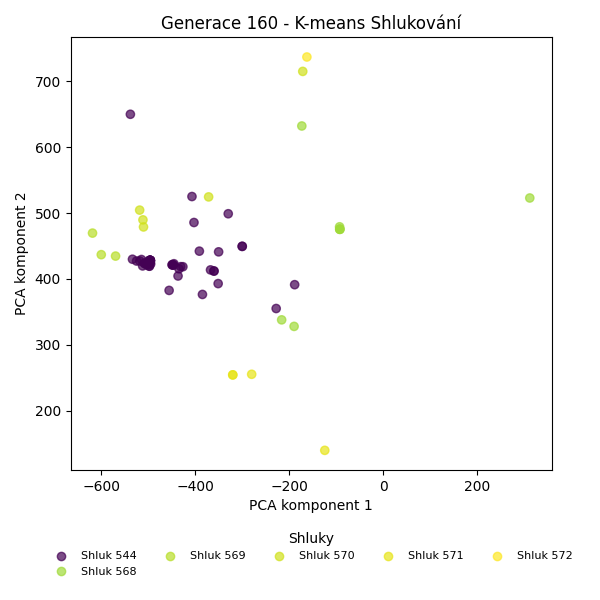 Generace 160 - K-means Shlukování
700
600
500
400
300
200
PCA komponent 2
−600 −400 −200 0 200
PCA komponent 1
Shluky
Shluk 544 Shluk 569 Shluk 570 Shluk 571 Shluk 572
Shluk 568